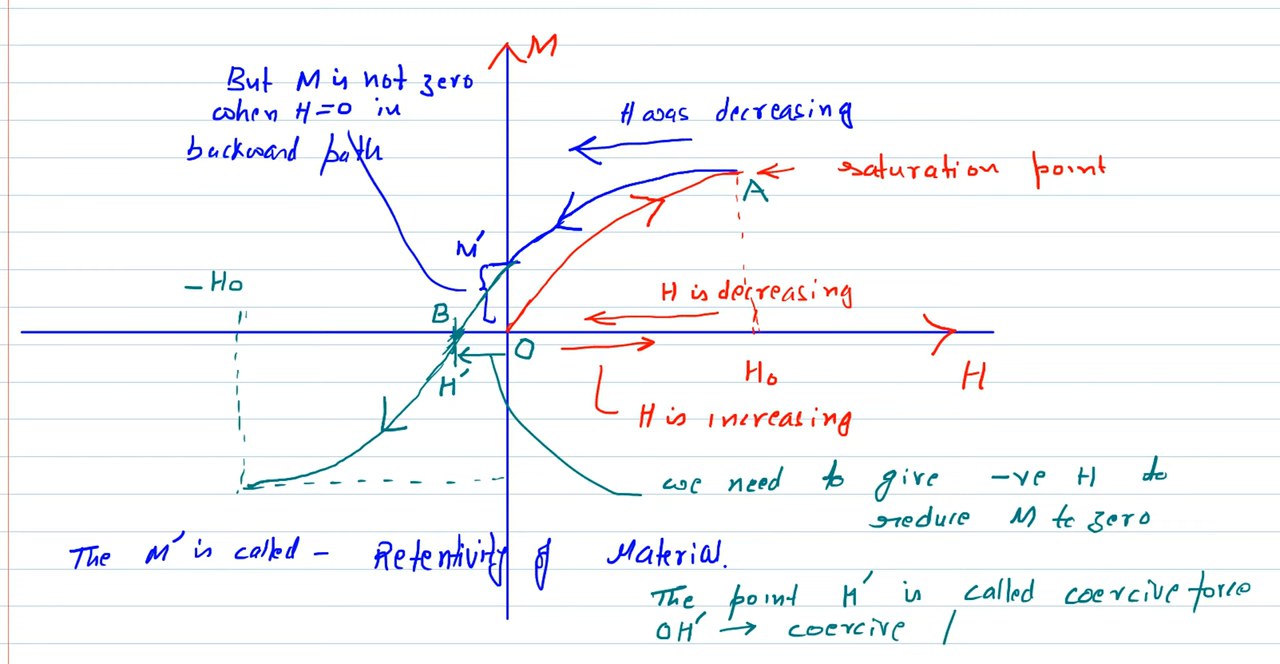 M
But M is not zero
when H=0 in
backward path
H was decreasing
saturation point
A
M'
-H₀
H is decreasing
B
O
H'
H₀
H
H is increasing
we need to give -ve H to
reduce M to zero
The M' is called - Retentivity of Material.
The point H' is called coercive force
OH' → coercive /